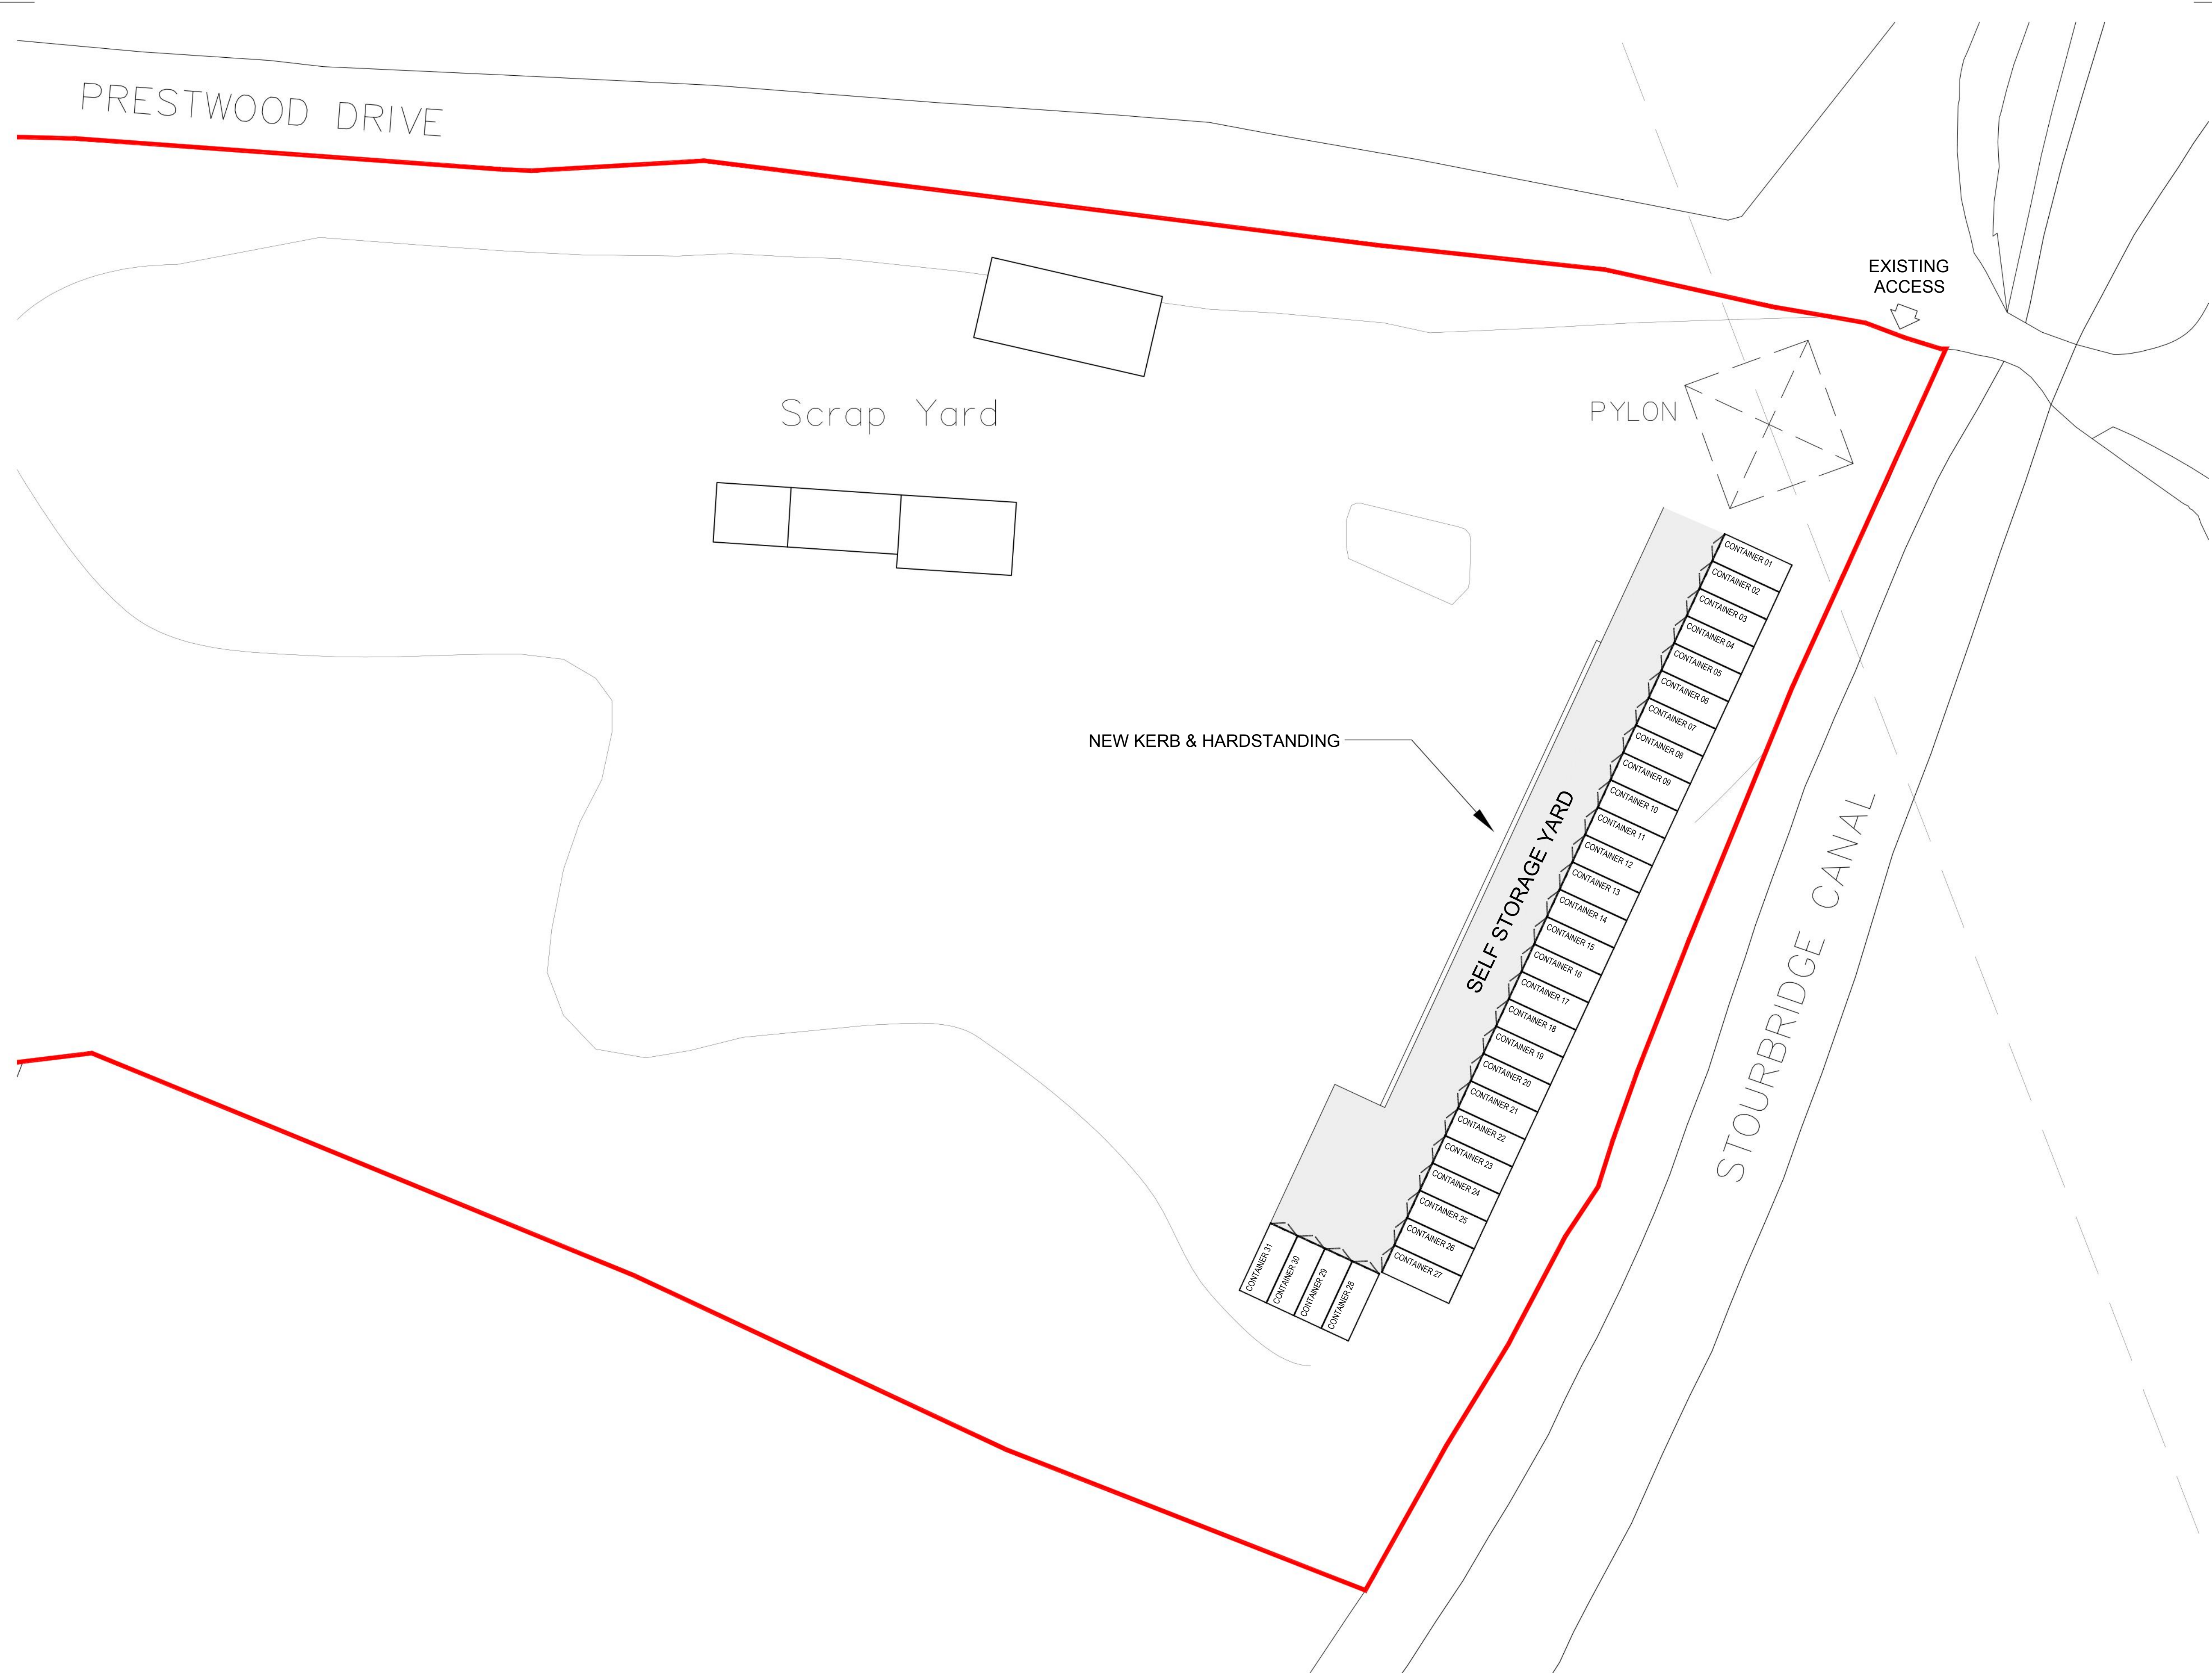 PRESTWOOD DRIVE
EXISTING
ACCESS
Scrap Yard
PYLON
CONTAINER 01
CONTAINER 02
CONTAINER 03
CONTAINER 04
CONTAINER 05
CONTAINER 06
CONTAINER 07
CONTAINER 08
CONTAINER 09
CONTAINER 10
CONTAINER 11
CONTAINER 12
CONTAINER 13
CONTAINER 14
CONTAINER 15
CONTAINER 16
CONTAINER 17
CONTAINER 18
CONTAINER 19
CONTAINER 20
CONTAINER 21
CONTAINER 22
CONTAINER 23
CONTAINER 24
CONTAINER 25
CONTAINER 26
CONTAINER 27
NEW KERB & HARDSTANDING
SELF STORAGE YARD
STOURBRIDGE CANAL
CONTAINER 31
CONTAINER 30
CONTAINER 29
CONTAINER 28